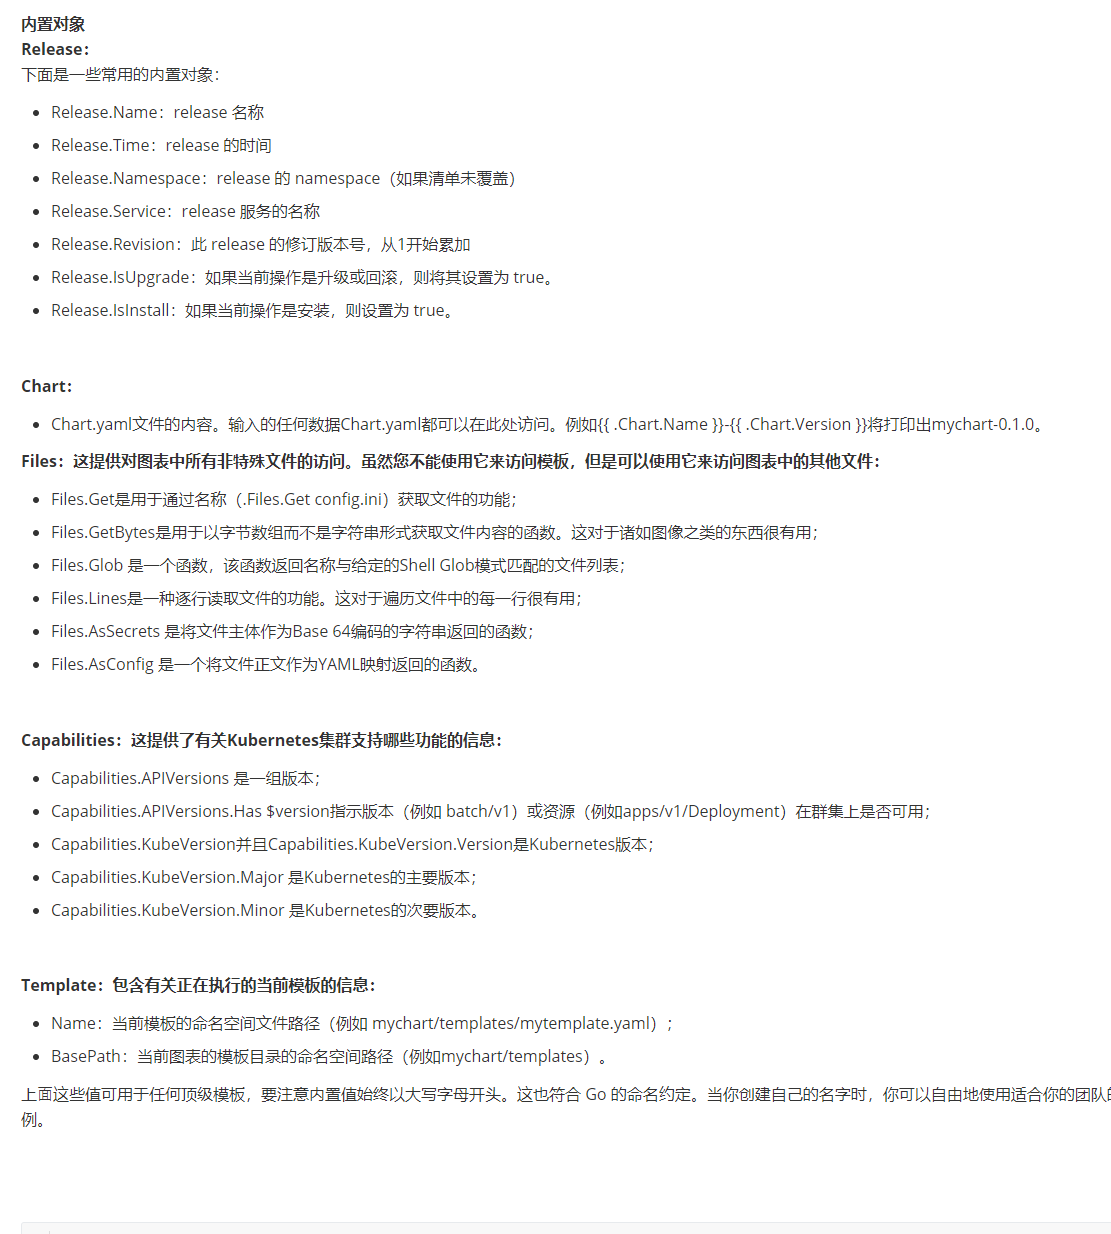 内置对象
Release：
下面是一些常用的内置对象：
Release.Name：release 名称
Release.Time：release 的时间
Release.Namespace：release 的 namespace（如果清单未覆盖）
Release.Service：release 服务的名称
Release.Revision：此 release 的修订版本号，从1开始累加
Release.IsUpgrade：如果当前操作是升级或回滚，则将其设置为 true。
Release.IsInstall：如果当前操作是安装，则设置为 true。
Chart：
Chart.yaml文件的内容。输入的任何数据Chart.yaml都可以在此处访问。例如{{ .Chart.Name }}-{{ .Chart.Version }}将打印出mychart-0.1.0。
Files：这提供对图表中所有非特殊文件的访问。虽然您不能使用它来访问模板，但是可以使用它来访问图表中的其他文件：
Files.Get是用于通过名称（.Files.Get config.ini）获取文件的功能；
Files.GetBytes是用于以字节数组而不是字符串形式获取文件内容的函数。这对于诸如图像之类的东西很有用；
Files.Glob 是一个函数，该函数返回名称与给定的Shell Glob模式匹配的文件列表；
Files.Lines是一种逐行读取文件的功能。这对于遍历文件中的每一行很有用；
Files.AsSecrets 是将文件主体作为Base 64编码的字符串返回的函数；
Files.AsConfig 是一个将文件正文作为YAML映射返回的函数。
Capabilities：这提供了有关Kubernetes集群支持哪些功能的信息：
Capabilities.APIVersions 是一组版本；
Capabilities.APIVersions.Has $version指示版本（例如 batch/v1）或资源（例如apps/v1/Deployment）在群集上是否可用；
Capabilities.KubeVersion并且Capabilities.KubeVersion.Version是Kubernetes版本；
Capabilities.KubeVersion.Major 是Kubernetes的主要版本；
Capabilities.KubeVersion.Minor 是Kubernetes的次要版本。
Template：包含有关正在执行的当前模板的信息：
Name：当前模板的命名空间文件路径（例如 mychart/templates/mytemplate.yaml）；
BasePath：当前图表的模板目录的命名空间路径（例如mychart/templates）。
上面这些值可用于任何顶级模板，要注意内置值始终以大写字母开头。这也符合 Go 的命名约定。当你创建自己的名字时，你可以自由地使用适合你的团队
例。